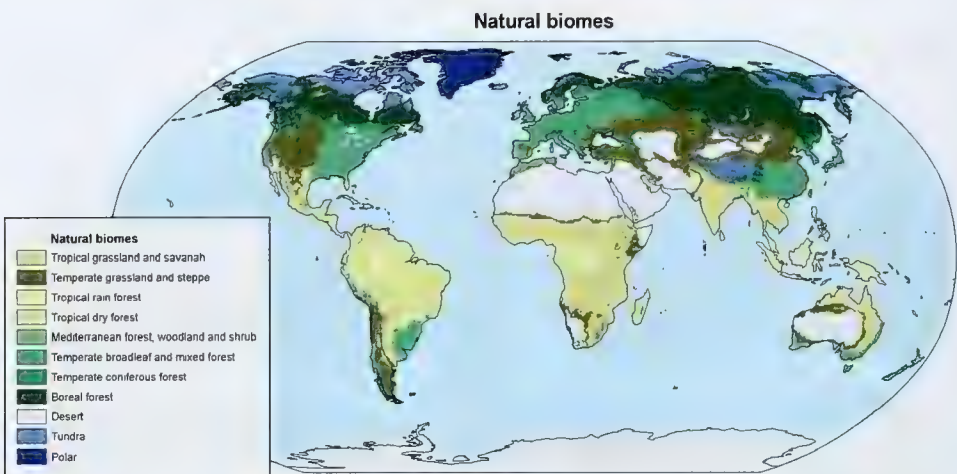 Natural biomes
Natural biomes
Tropical grassland and savanah
Temperate grassland and steppe
Tropical rain forest
Tropical dry forest
Mediterranean forest, woodland and shrub
Temperate broadleaf and mixed forest
Temperate coniferous forest
Boreal forest
Desert
Tundra
Polar